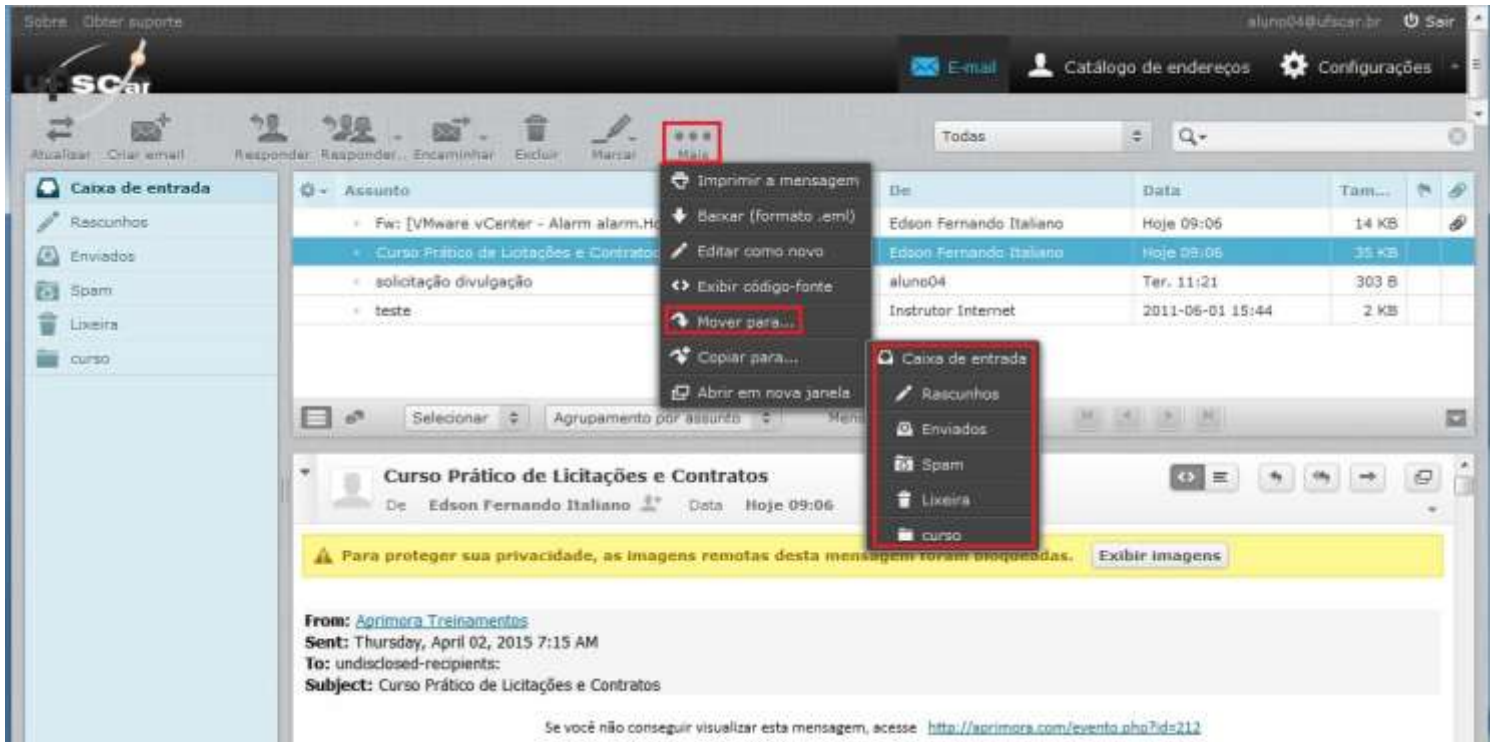 Sobre Obter suporte aluno04@ufscar.br Sair
ufSCar
E-mail Catálogo de endereços Configurações
Atualizar Criar email Responder Responder.. Encaminhar Excluir Marcar Mais Todas
Caixa de entrada
Rascunhos
Enviados
Spam
Lixeira
curso
Assunto De Data Tam...
Fw: [VMware vCenter - Alarm alarm.Ho Edson Fernando Italiano Hoje 09:06 14 KB
Curso Prático de Licitações e Contratos Edson Fernando Italiano Hoje 09:06 35 KB
solicitação divulgação aluno04 Ter. 11:21 303 B
teste Instrutor Internet 2011-06-01 15:44 2 KB
Imprimir a mensagem
Baixar (formato .eml)
Editar como novo
Exibir código-fonte
Mover para...
Copiar para...
Abrir em nova janela
Caixa de entrada
Rascunhos
Enviados
Spam
Lixeira
curso
Selecionar Agrupamento por assunto Mens
Curso Prático de Licitações e Contratos
De Edson Fernando Italiano Data Hoje 09:06
Para proteger sua privacidade, as imagens remotas desta mensagem foram bloqueadas. Exibir imagens
From: Aprimora Treinamentos
Sent: Thursday, April 02, 2015 7:15 AM
To: undisclosed-recipients:
Subject: Curso Prático de Licitações e Contratos
Se você não conseguir visualizar esta mensagem, acesse http://aprimora.com/evento.php?id=212